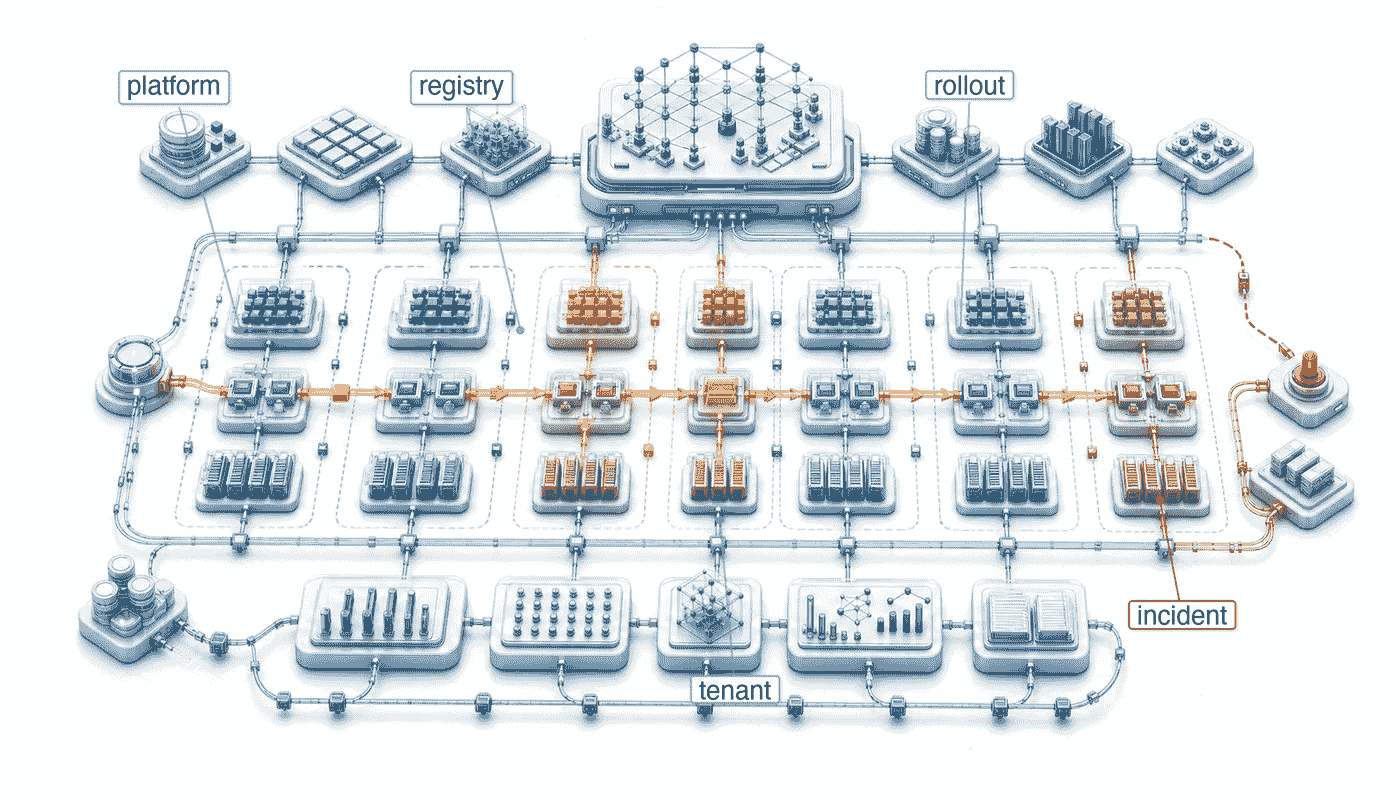 platform
registry
rollout
incident
tenant